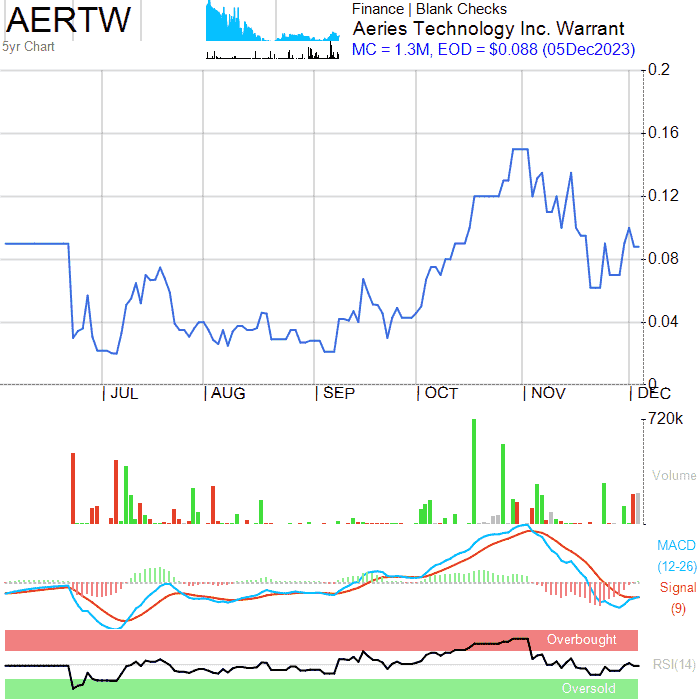 AERTW
5yr Chart
Finance | Blank Checks
Aeries Technology Inc. Warrant
MC = 1.3M, EOD = $0.088 (05Dec2023)
0.2
0.16
0.12
0.08
0.04
0
| JUL | AUG | SEP | OCT | NOV | DEC
720k
Volume
MACD
(12-26)
Signal
(9)
Overbought
RSI(14)
Oversold